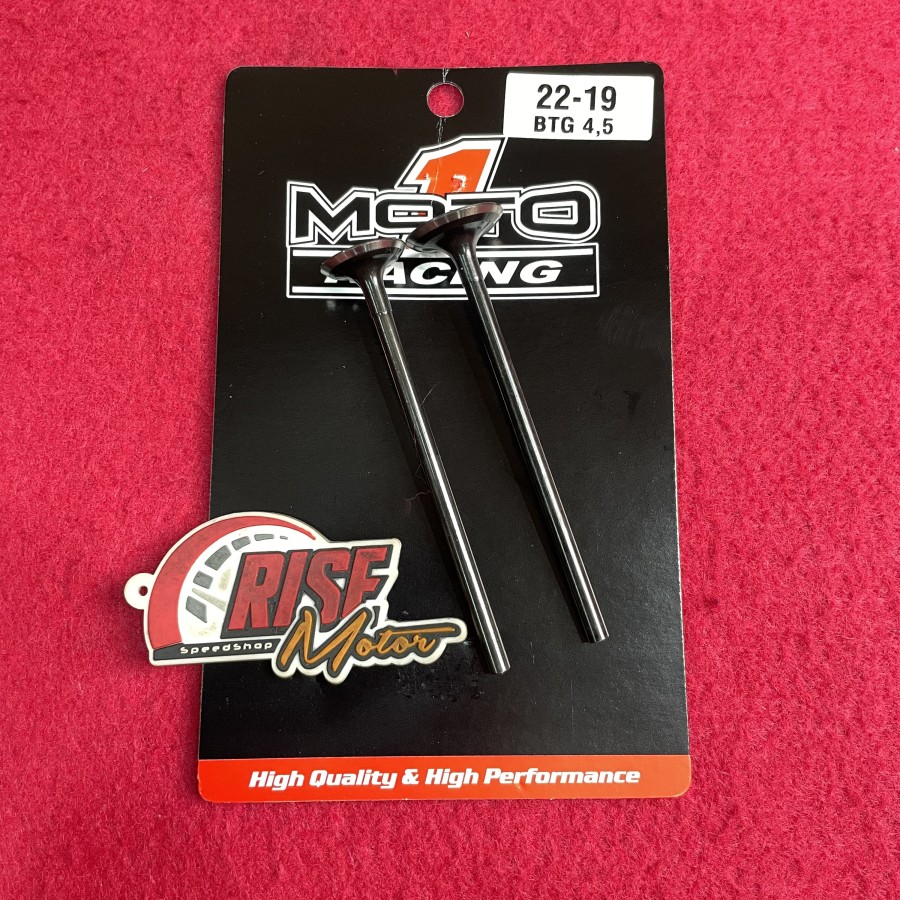 22-19
BTG 4,5
1
MOTO
RACING
RISE
SpeedShop
Motor
High Quality & High Performance